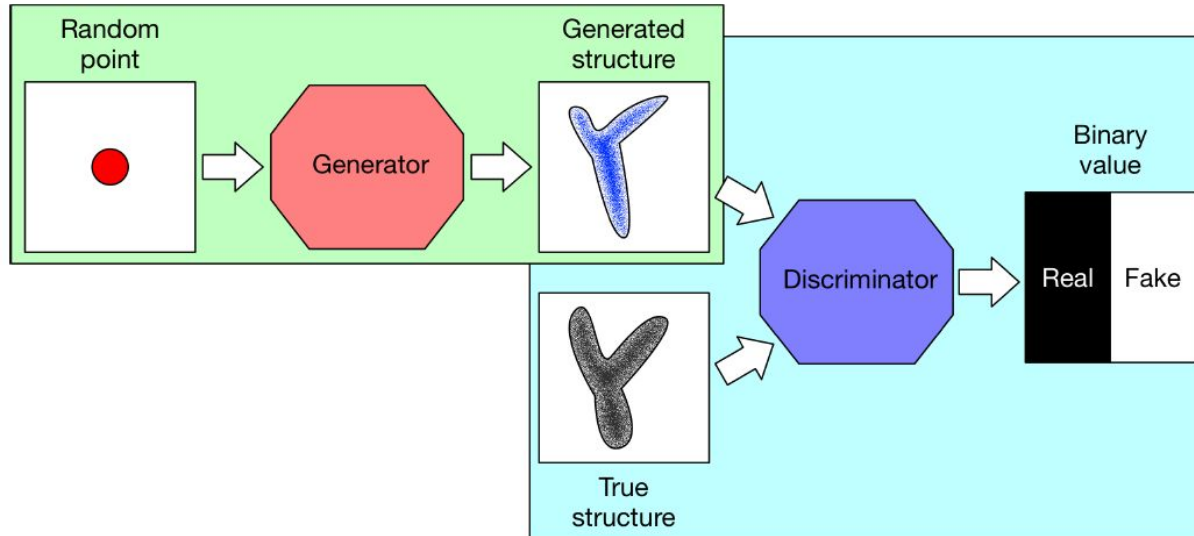 Random
point
Generator
Generated
structure
True
structure
Discriminator
Binary
value
Real
Fake